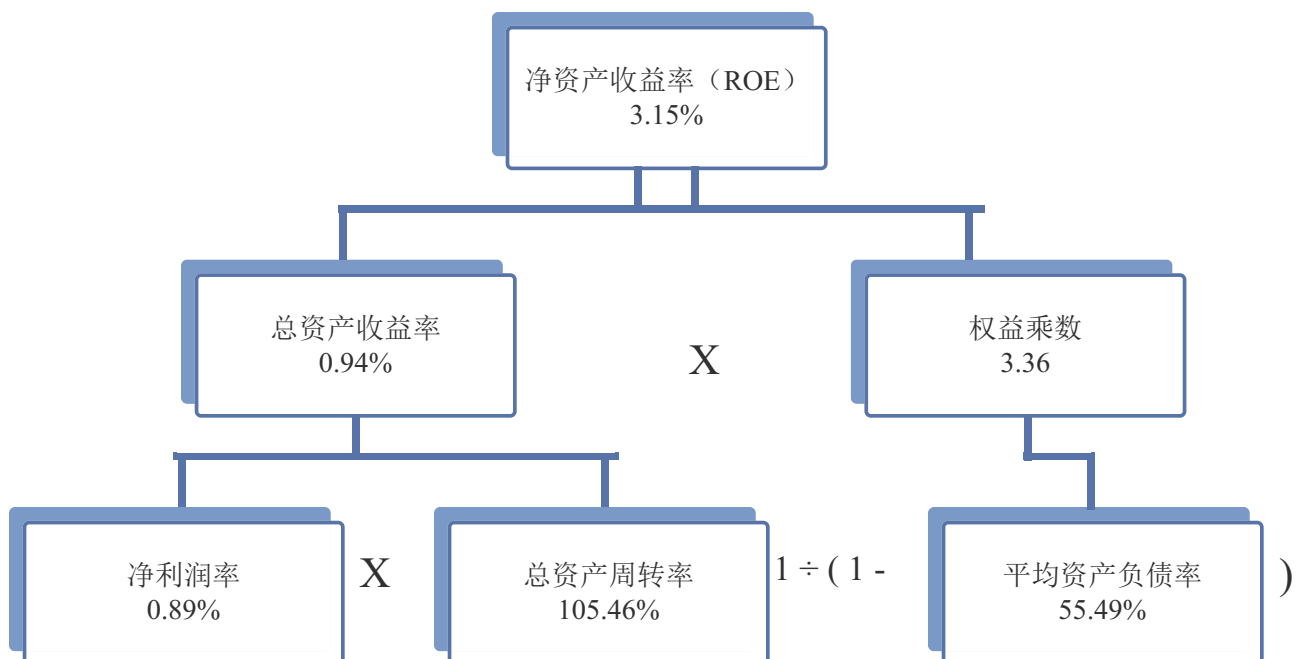 净资产收益率（ROE）
3.15%
总资产收益率
0.94%
X
权益乘数
3.36
净利润率
0.89%
X
总资产周转率
105.46%
1 ÷ ( 1 -
平均资产负债率
55.49%
)